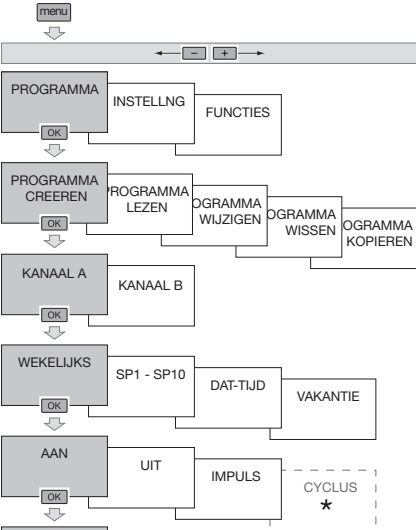 menu
− +
PROGRAMMA INSTELLNG FUNCTIES
OK
PROGRAMMA CREEREN
PROGRAMMA LEZEN
OGRAMMA WIJZIGEN
OGRAMMA WISSEN
OGRAMMA KOPIEREN
OK
KANAAL A KANAAL B
OK
WEKELIJKS SP1 - SP10 DAT-TIJD VAKANTIE
OK
AAN UIT IMPULS CYCLUS
*
OK